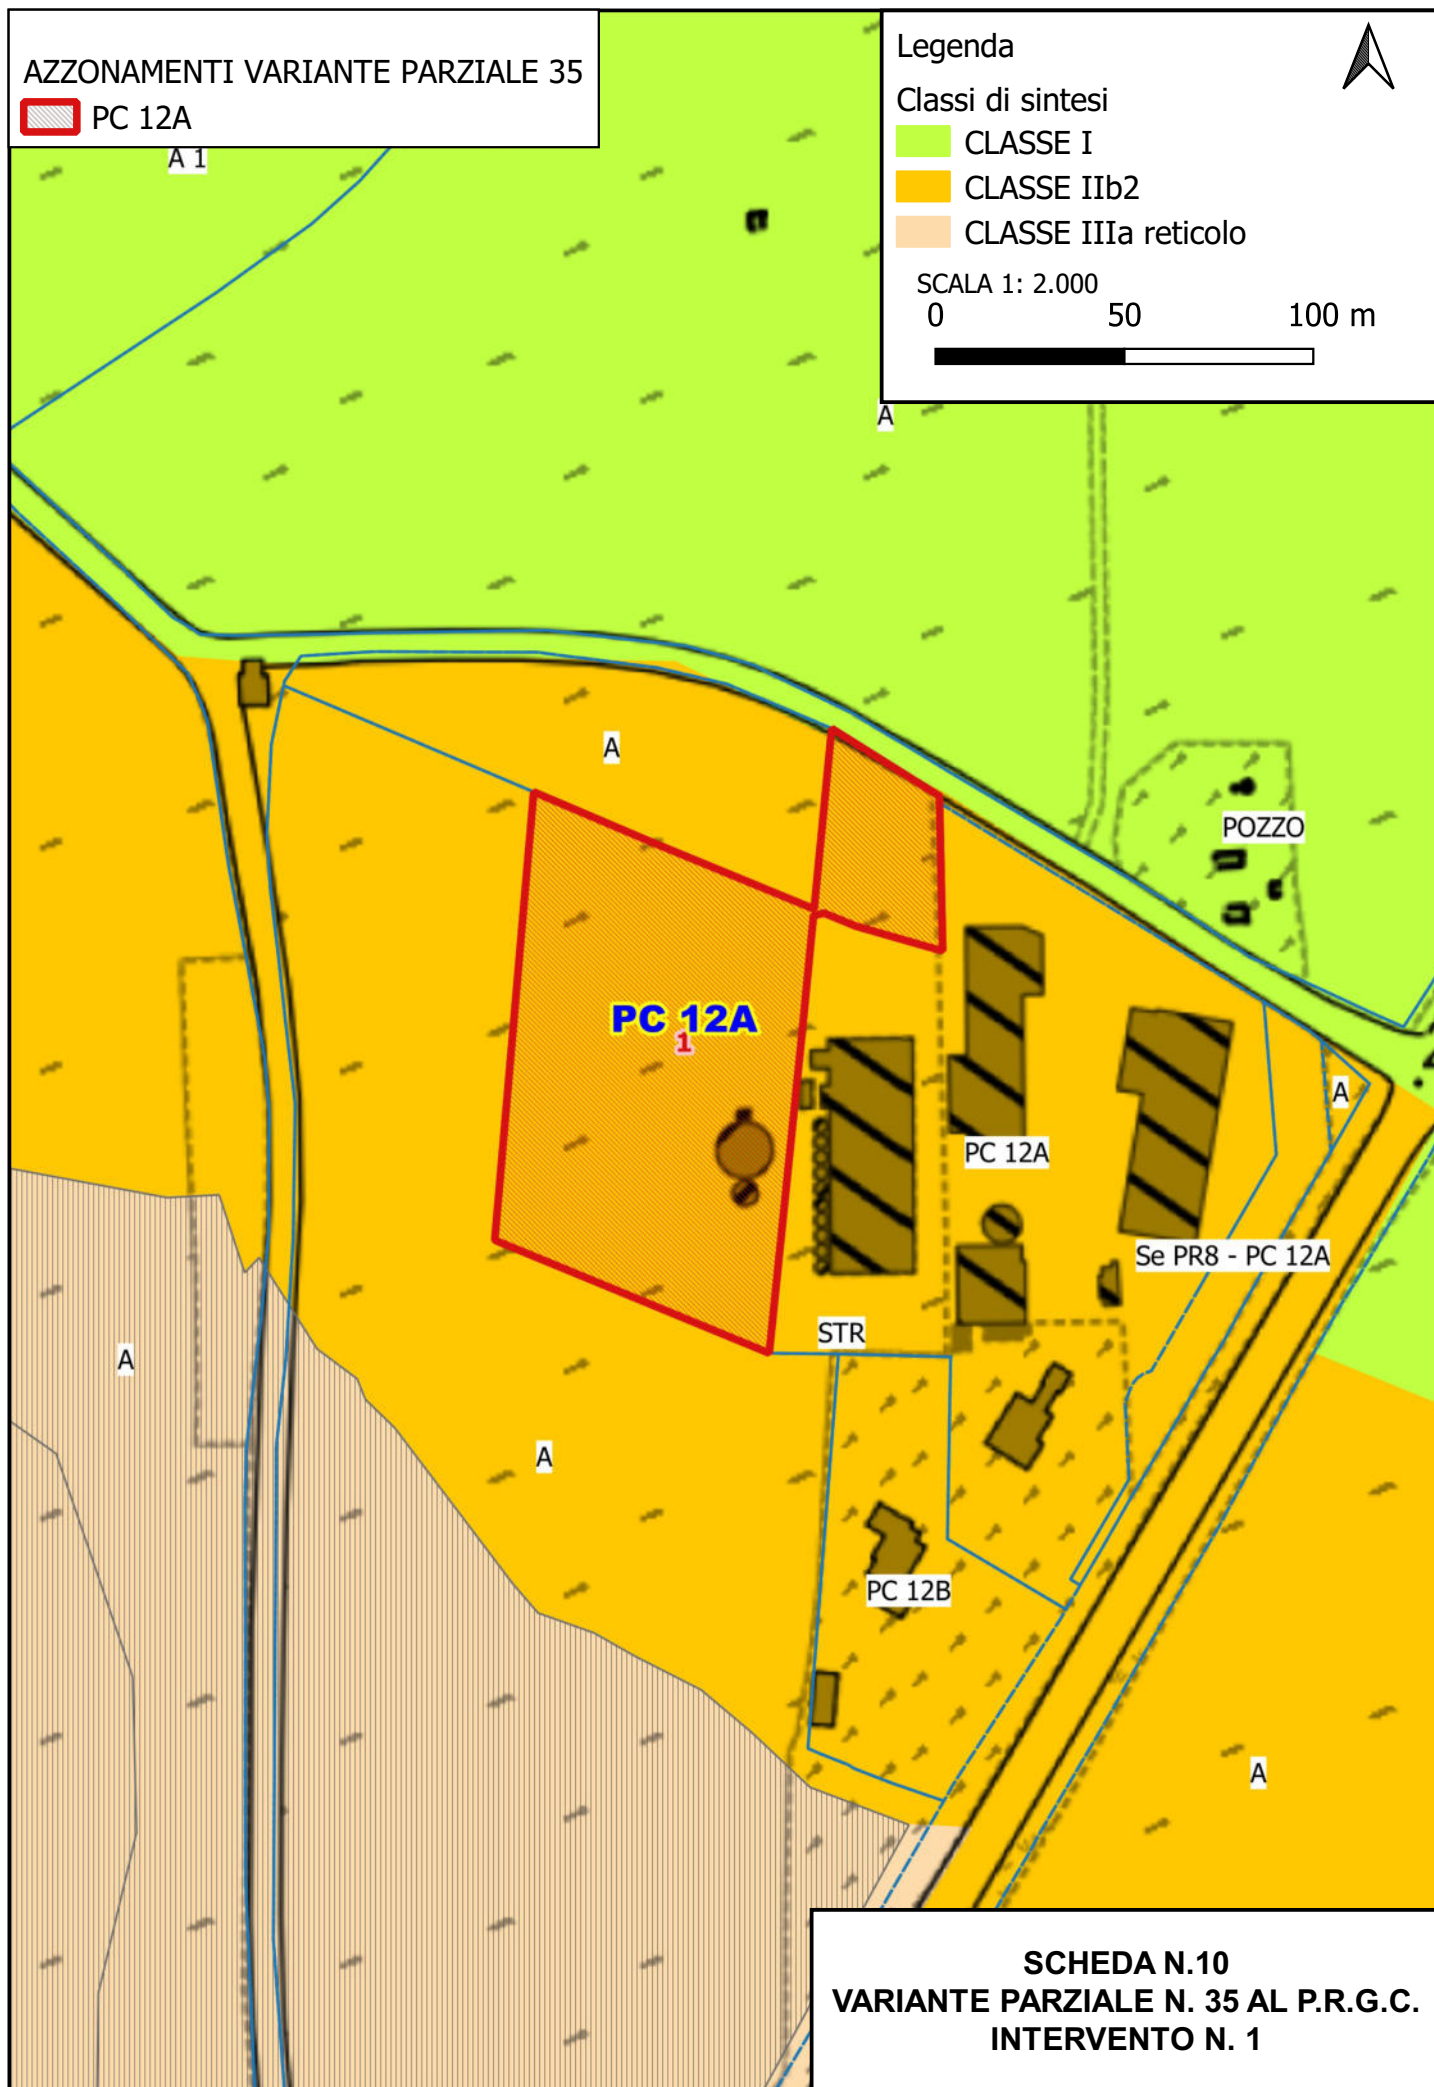 AZZONAMENTI VARIANTE PARZIALE 35
PC 12A
Legenda
Classi di sintesi
CLASSE I
CLASSE IIb2
CLASSE IIIa reticolo
SCALA 1: 2.000
0 50 100 m
A 1
A
A
POZZO
PC 12A
1
A
PC 12A
Se PR8 - PC 12A
STR
A
A
PC 12B
A
SCHEDA N.10
VARIANTE PARZIALE N. 35 AL P.R.G.C.
INTERVENTO N. 1